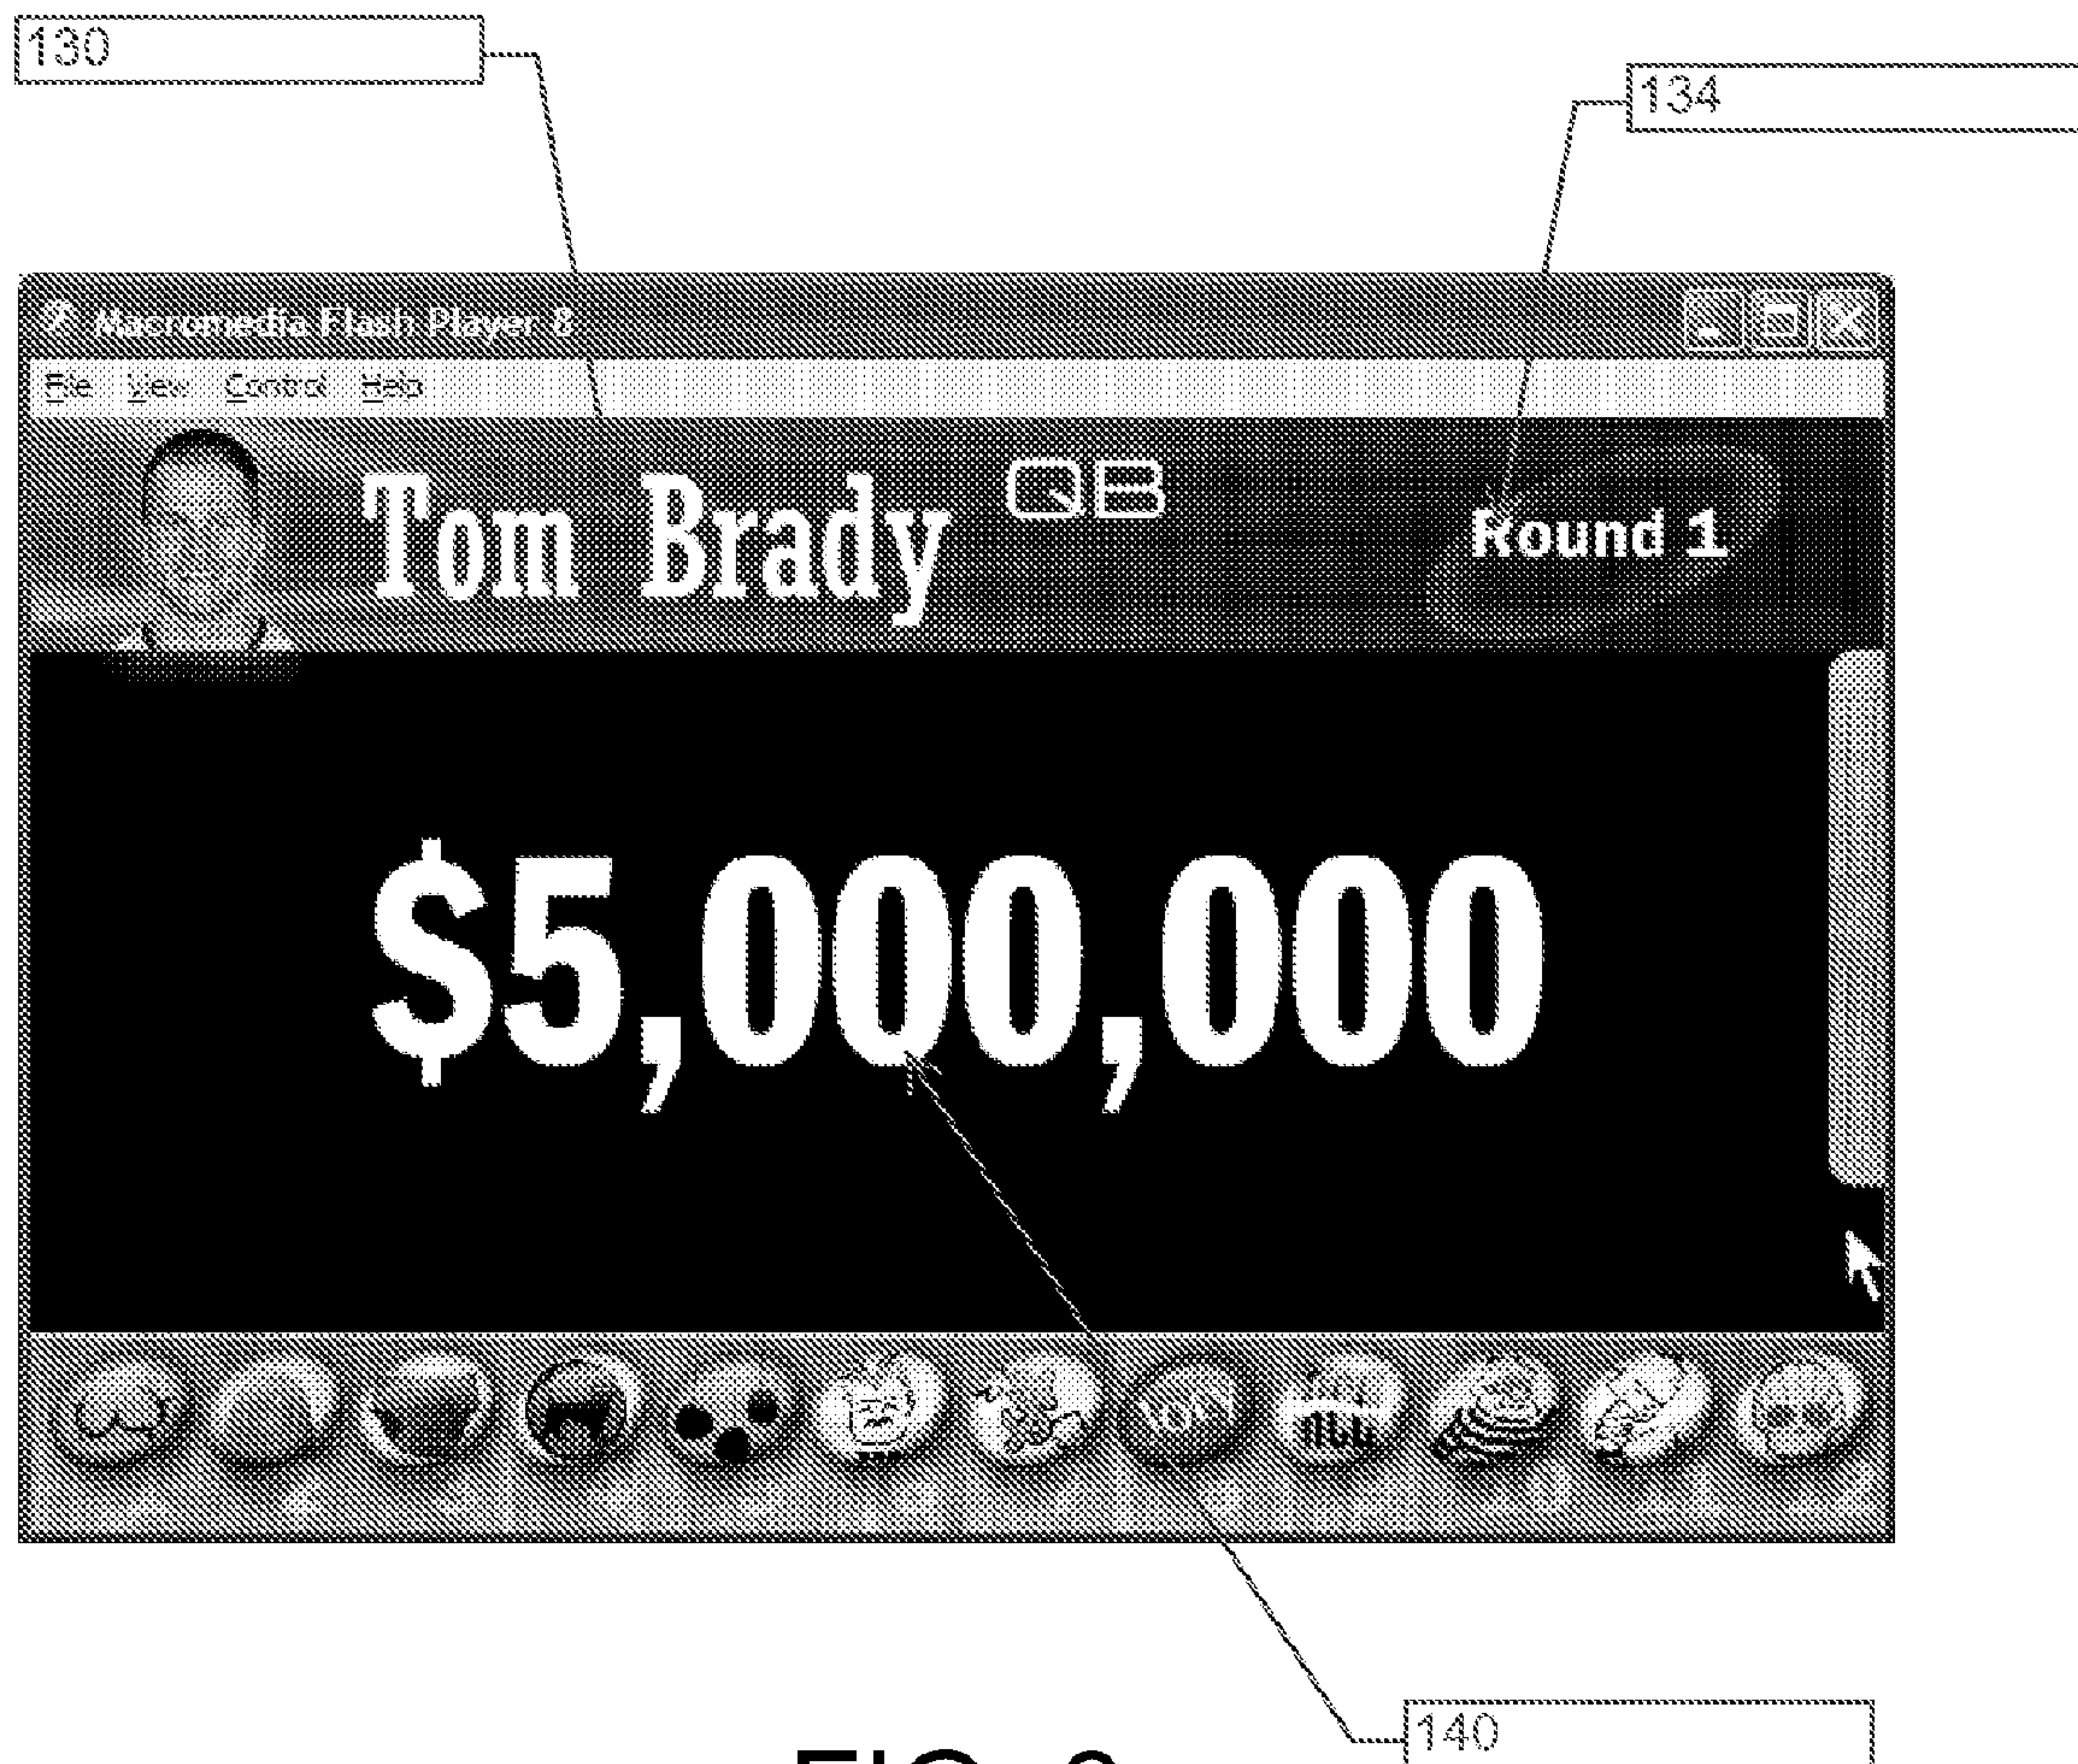 130
134
Macromedia Flash Player 8
File View Control Help
Tom Brady QB
Round 1
$5,000,000
140
FIG.